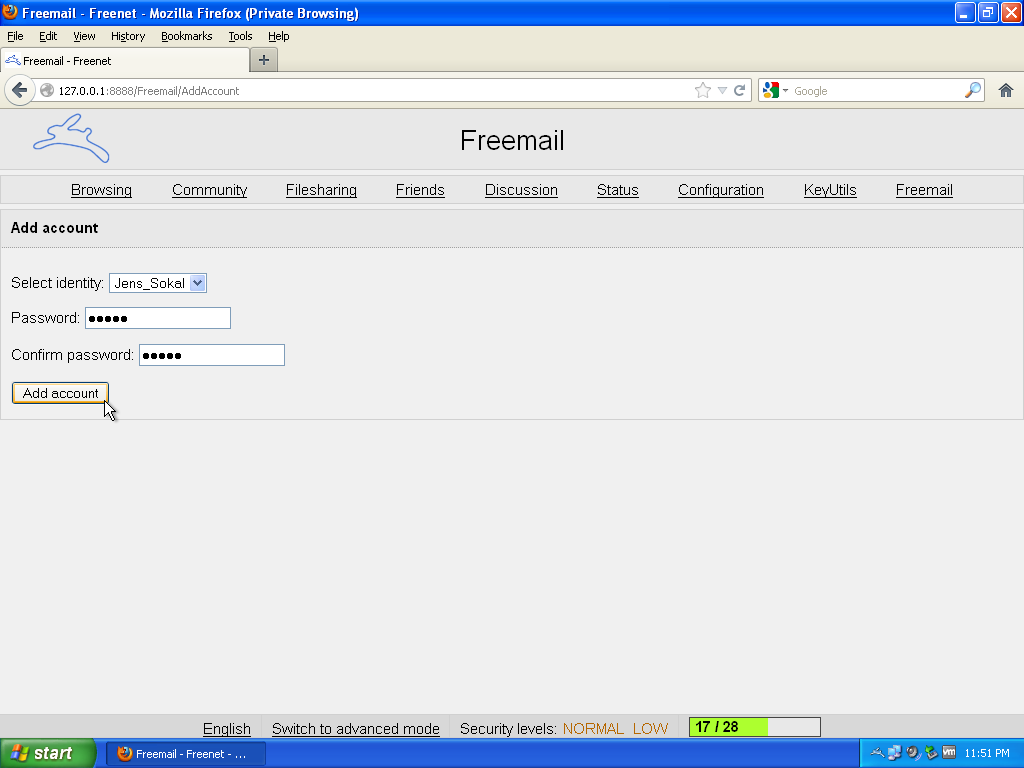 Freemail - Freenet - Mozilla Firefox (Private Browsing)
File Edit View History Bookmarks Tools Help
Freemail - Freenet
127.0.0.1:8888/Freemail/AddAccount Google
Freemail
Browsing Community Filesharing Friends Discussion Status Configuration KeyUtils Freemail
Add account
Select identity: Jens_Sokal
Password: ●●●●●
Confirm password: ●●●●●
Add account
English Switch to advanced mode Security levels: NORMAL LOW 17 / 28
start Freemail - Freenet - ... vm 11:51 PM